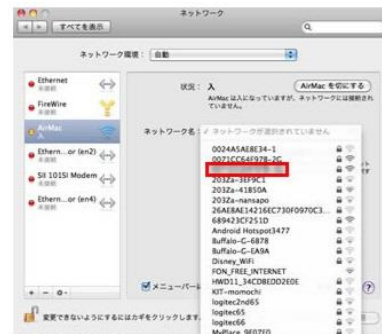 ネットワーク
すべてを表示
ネットワーク環境： 自動
Ethernet
未接続
FireWire
未接続
AirMac
入
Ethern...or (en2)
未接続
SII 101SI Modem
未接続
Ethern...or (en4)
未接続
状況： 入
AirMac を切にする
AirMac は入になっていますが、ネットワークには接続されていません。
ネットワーク名：
✓ ネットワークが選択されていません
0024A5AE8E34-1
0071CC64F978-2G
203Za-3EF9C1
203Za-41850A
203Za-nansapo
26AE8AE14216EC730F0970C3...
689423CF251D
Android Hotspot3477
Buffalo-G-6878
Buffalo-G-EA9A
Disney_WiFi
FON_FREE_INTERNET
HWD11_34CDBEDD2E0E
KIT-momochi
logitec2nd65
logitec65
logitec66
MyPlace 9E07E0
メニューバーに
?
変更できないようにするにはカギをクリックします。